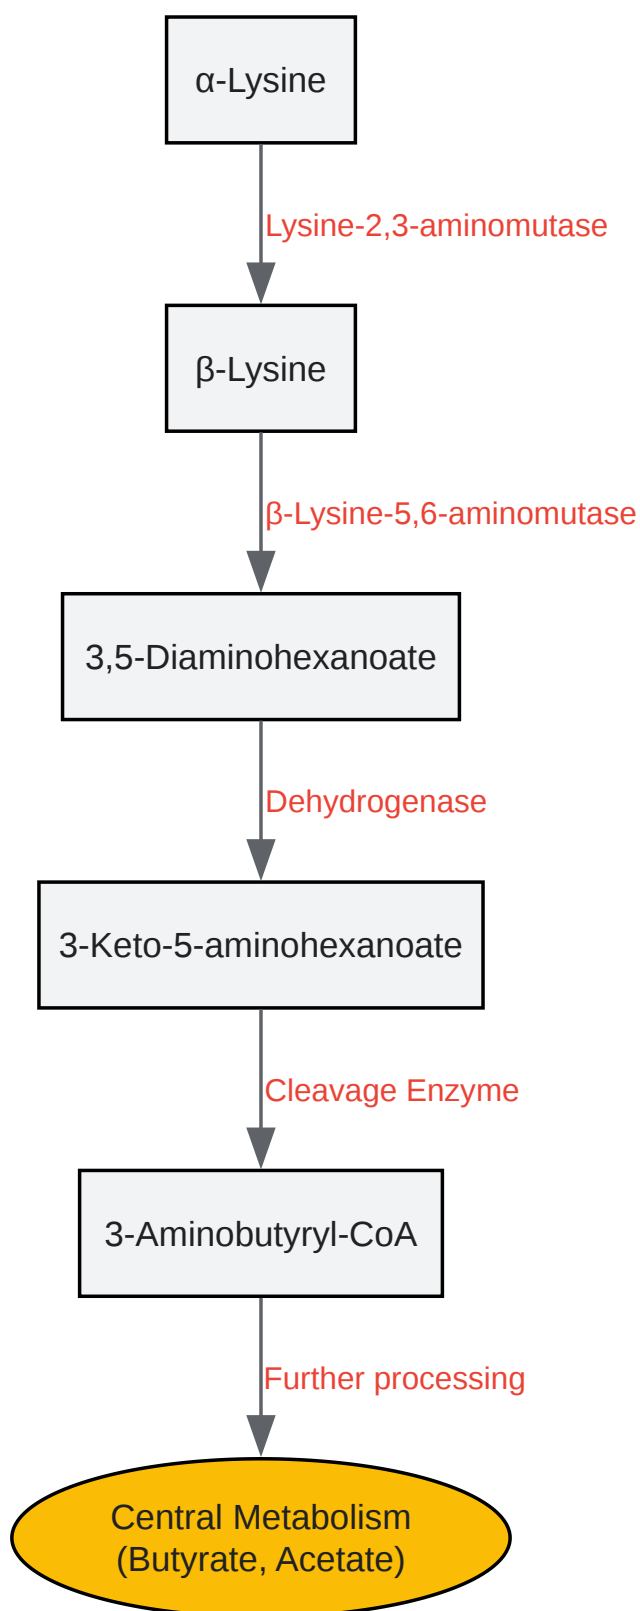 α-Lysine
Lysine-2,3-aminomutase
β-Lysine
β-Lysine-5,6-aminomutase
3,5-Diaminohexanoate
Dehydrogenase
3-Keto-5-aminohexanoate
Cleavage Enzyme
3-Aminobutyryl-CoA
Further processing
Central Metabolism
(Butyrate, Acetate)